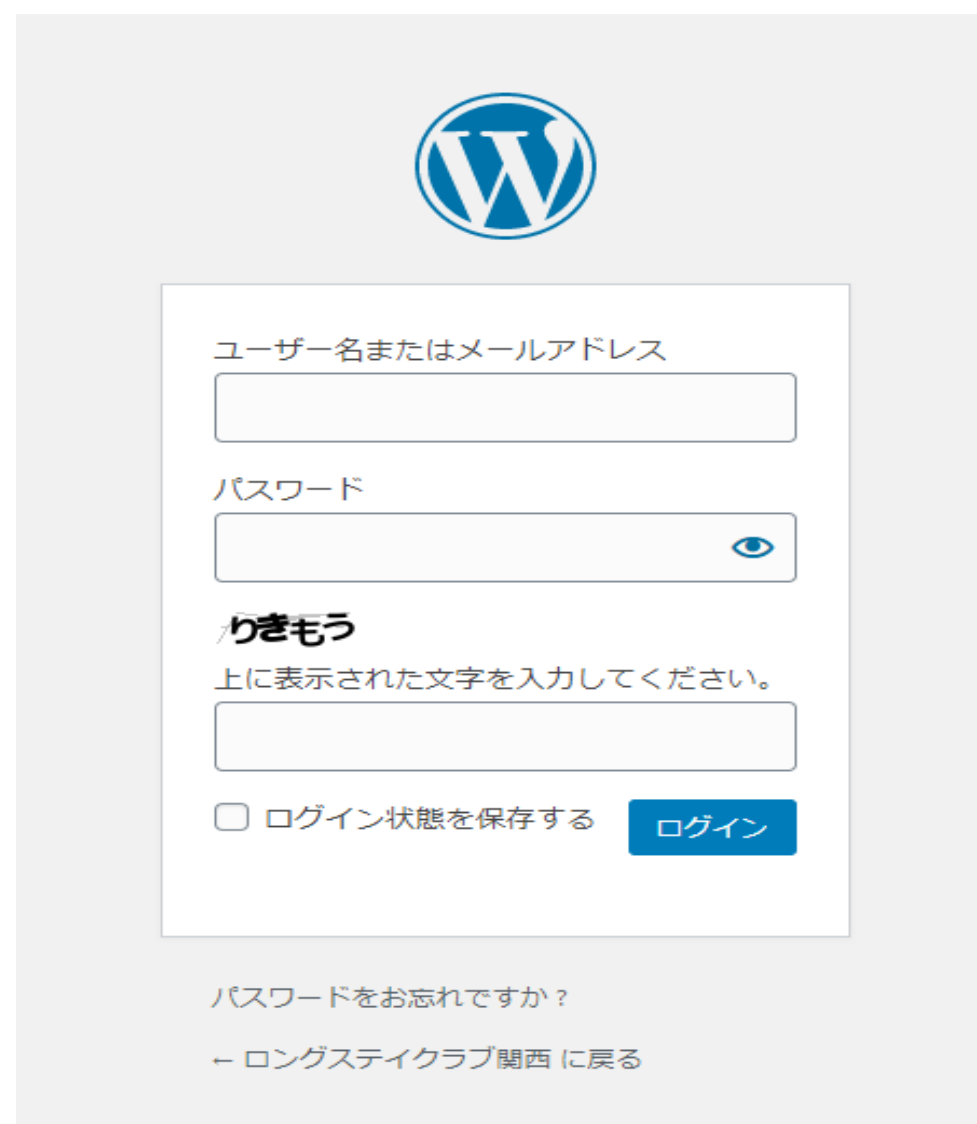 ユーザー名またはメールアドレス
パスワード
りきもう
上に表示された文字を入力してください。
ログイン状態を保存する ログイン
パスワードをお忘れですか ?
← ロングステイクラブ関西 に戻る